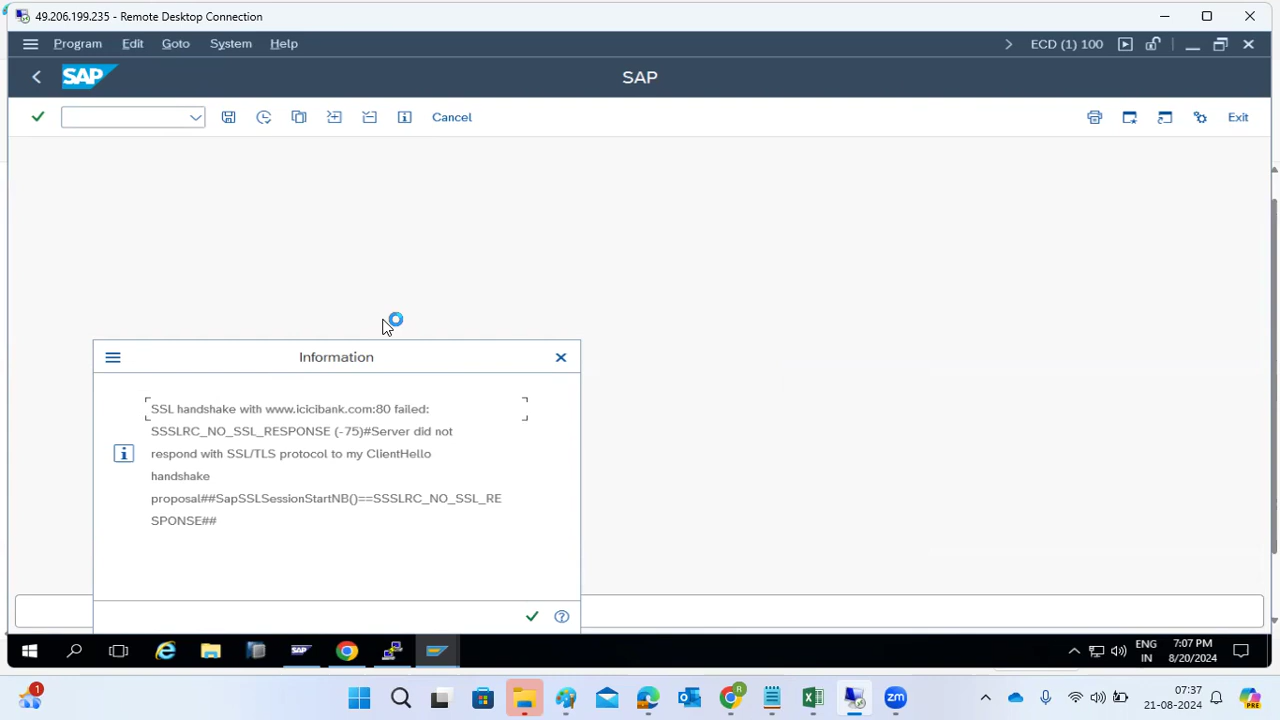 49.206.199.235 - Remote Desktop Connection
Program Edit Goto System Help ECD (1) 100
SAP SAP
Cancel Exit
Information
SSL handshake with www.icicibank.com:80 failed:
SSSLRC_NO_SSL_RESPONSE (-75)#Server did not
respond with SSL/TLS protocol to my ClientHello
handshake
proposal##SapSSLSessionStartNB()==SSSLRC_NO_SSL_RE
SPONSE##
ENG 7:07 PM
IN 8/20/2024
07:37
21-08-2024